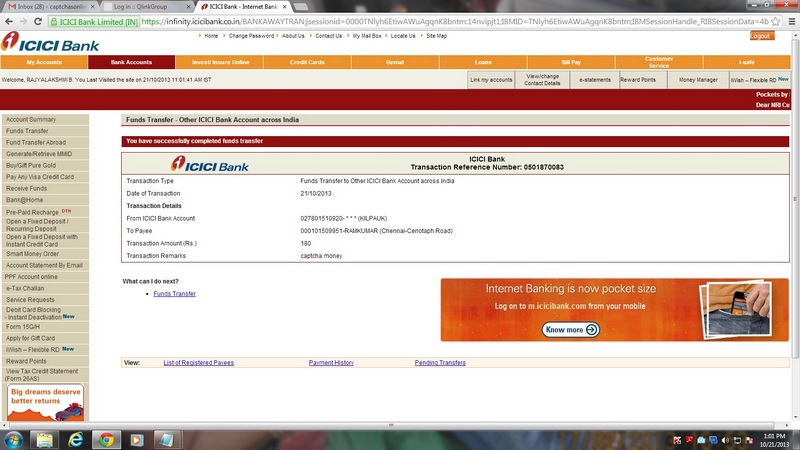 Inbox (28) - captchasonlin
Log in :: QlinkGroup
ICICI Bank - Internet Bank
ICICI Bank Limited [IN]
https://infinity.icicibank.co.in/BANKAWAYTRAN;jsessionid=0000TNlyh6EtiwAWuAgqnK8bntm:14nvipjt1;IBMID=TNlyh6EtiwAWuAgqnK8bntm:IBMSessionHandle_RIBSessionData=4b
ICICI Bank
Home
Change Password
About Us
Contact Us
My Mail Box
Locate Us
Site Map
Logout
My Accounts
Bank Accounts
Invest/ Insure Online
Credit Cards
Demat
Loans
Bill Pay
Customer
Service
Welcome, RAJYALAKSHMI B. You Last Visited the site on 21/10/2013 11:01:41 AM IST
Link my accounts
View/change
Contact Details
e-statements
Reward Points
Money Manager
iWish – Flexible RD New
Pockets by
Dear NRI Cu
Account Summary
Funds Transfer
Fund Transfer Abroad
Generate/Retrieve MMID
Buy/Gift Pure Gold
Pay Any Visa Credit Card
Receive Funds
Bank@Home
Pre-Paid Recharge DTH
Open a Fixed Deposit /
Recurring Deposit
Open a Fixed Deposit with
Instant Credit Card
Smart Money Order
Account Statement By Email
PPF Account online
e-Tax Challan
Service Requests
Debit Card Blocking
- Instant Deactivation New
Form 15G/H
Apply for Gift Card
iWish – Flexible RD New
Reward Points
View Tax Credit Statement
(Form 26AS)
Big dreams deserve
better returns
Funds Transfer - Other ICICI Bank Account across India
You have successfully completed funds transfer
ICICI Bank
ICICI Bank
Transaction Reference Number: 0501870083
Transaction Type
Funds Transfer to Other ICICI Bank Account across India
Date of Transaction
21/10/2013
Transaction Details
From ICICI Bank Account
027801510920- * * * (KILPAUK)
To Payee
000101509951-RAMKUMAR (Chennai-Cenotaph Road)
Transaction Amount (Rs.)
180
Transaction Remarks
captcha money
What can I do next?
Funds Transfer
Internet Banking is now pocket size
Log on to m.icicibank.com from your mobile
Know more
View:
List of Registered Payees
Payment History
Pending Transfers
1:01 PM
10/21/2013